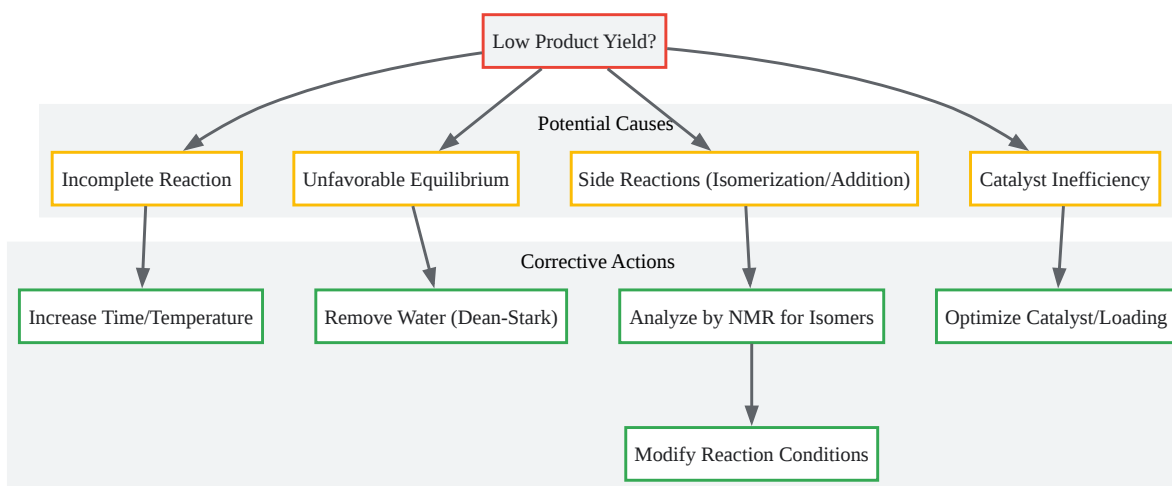 Low Product Yield?
Potential Causes
Incomplete Reaction
Unfavorable Equilibrium
Side Reactions (Isomerization/Addition)
Catalyst Inefficiency
Corrective Actions
Increase Time/Temperature
Remove Water (Dean-Stark)
Analyze by NMR for Isomers
Optimize Catalyst/Loading
Modify Reaction Conditions